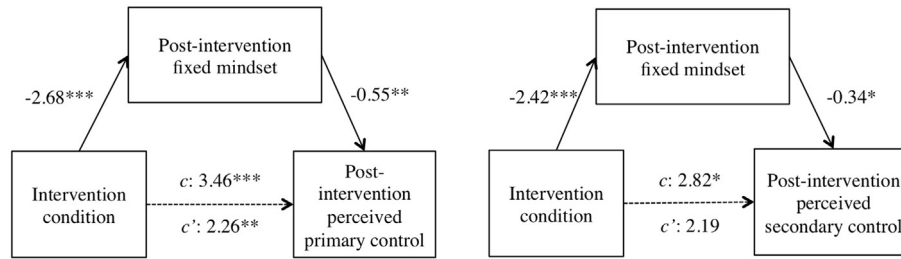 Post-intervention
fixed mindset
-2.68***
-0.55**
Intervention
condition
c: 3.46***
c’: 2.26**
Post-
intervention
perceived
primary control
Post-intervention
fixed mindset
-2.42***
-0.34*
Intervention
condition
c: 2.82*
c’: 2.19
Post-intervention
perceived
secondary control